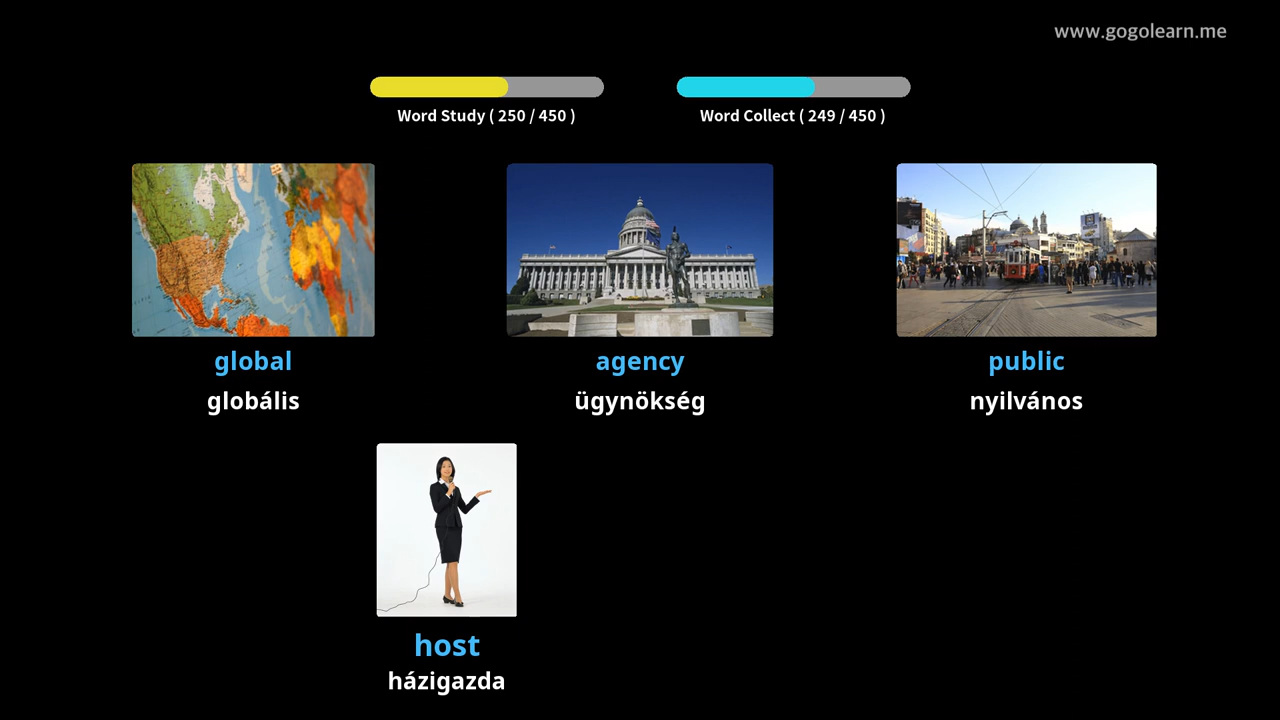 www.gogolearn.me
Word Study ( 250 / 450 )
Word Collect ( 249 / 450 )
global
agency
public
globális
ügynökség
nyilvános
host
házigazda